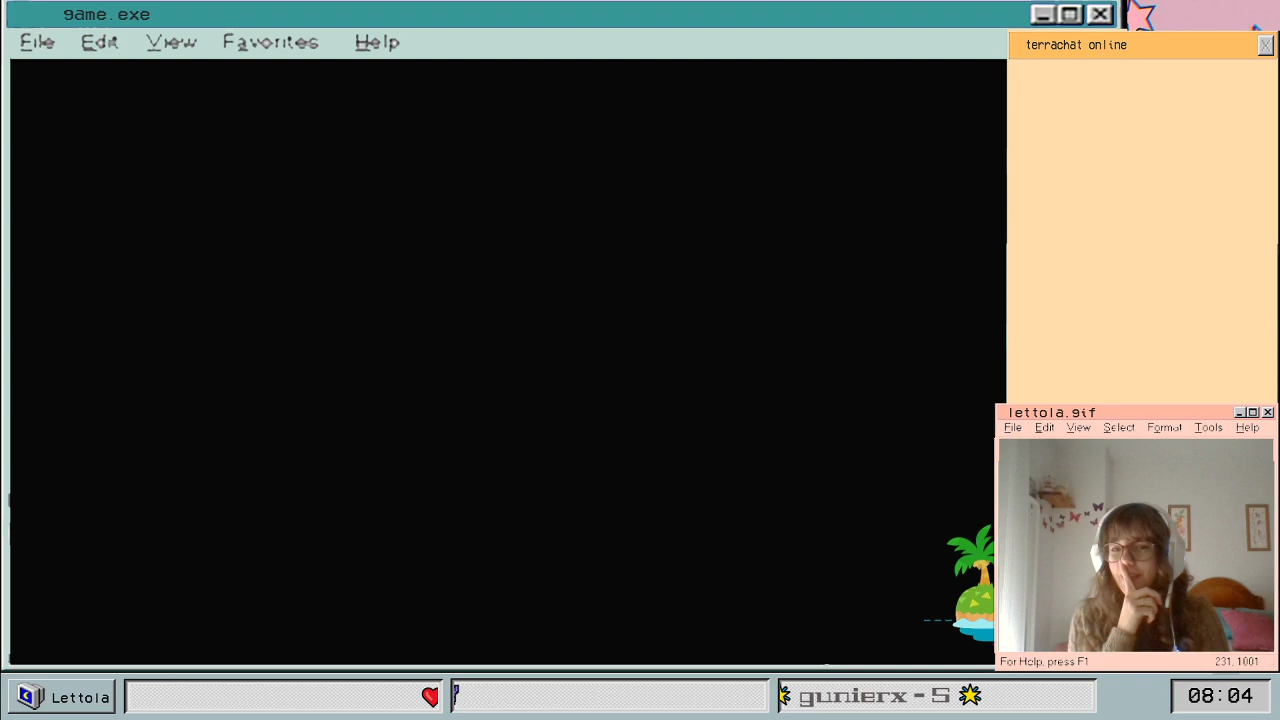 game.exe
File Edit View Favorites Help
terrachat online
lettola.gif
File Edit View Select Format Tools Help
For Help, press F1 231, 1001
Lettola
gunierx - 5
08:04